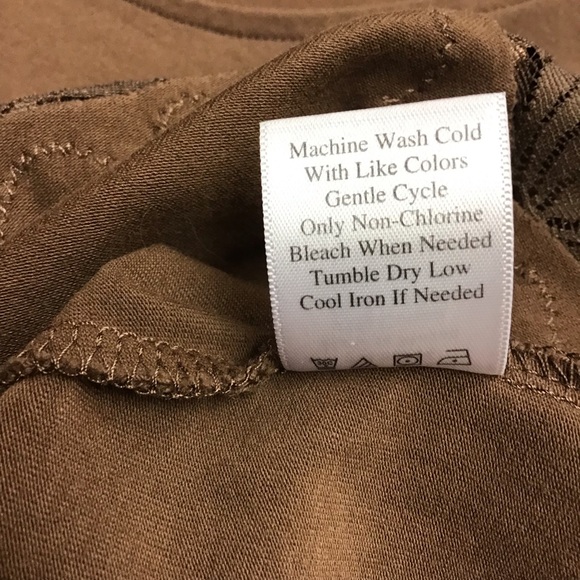 Machine Wash Cold
With Like Colors
Gentle Cycle
Only Non-Chlorine
Bleach When Needed
Tumble Dry Low
Cool Iron If Needed